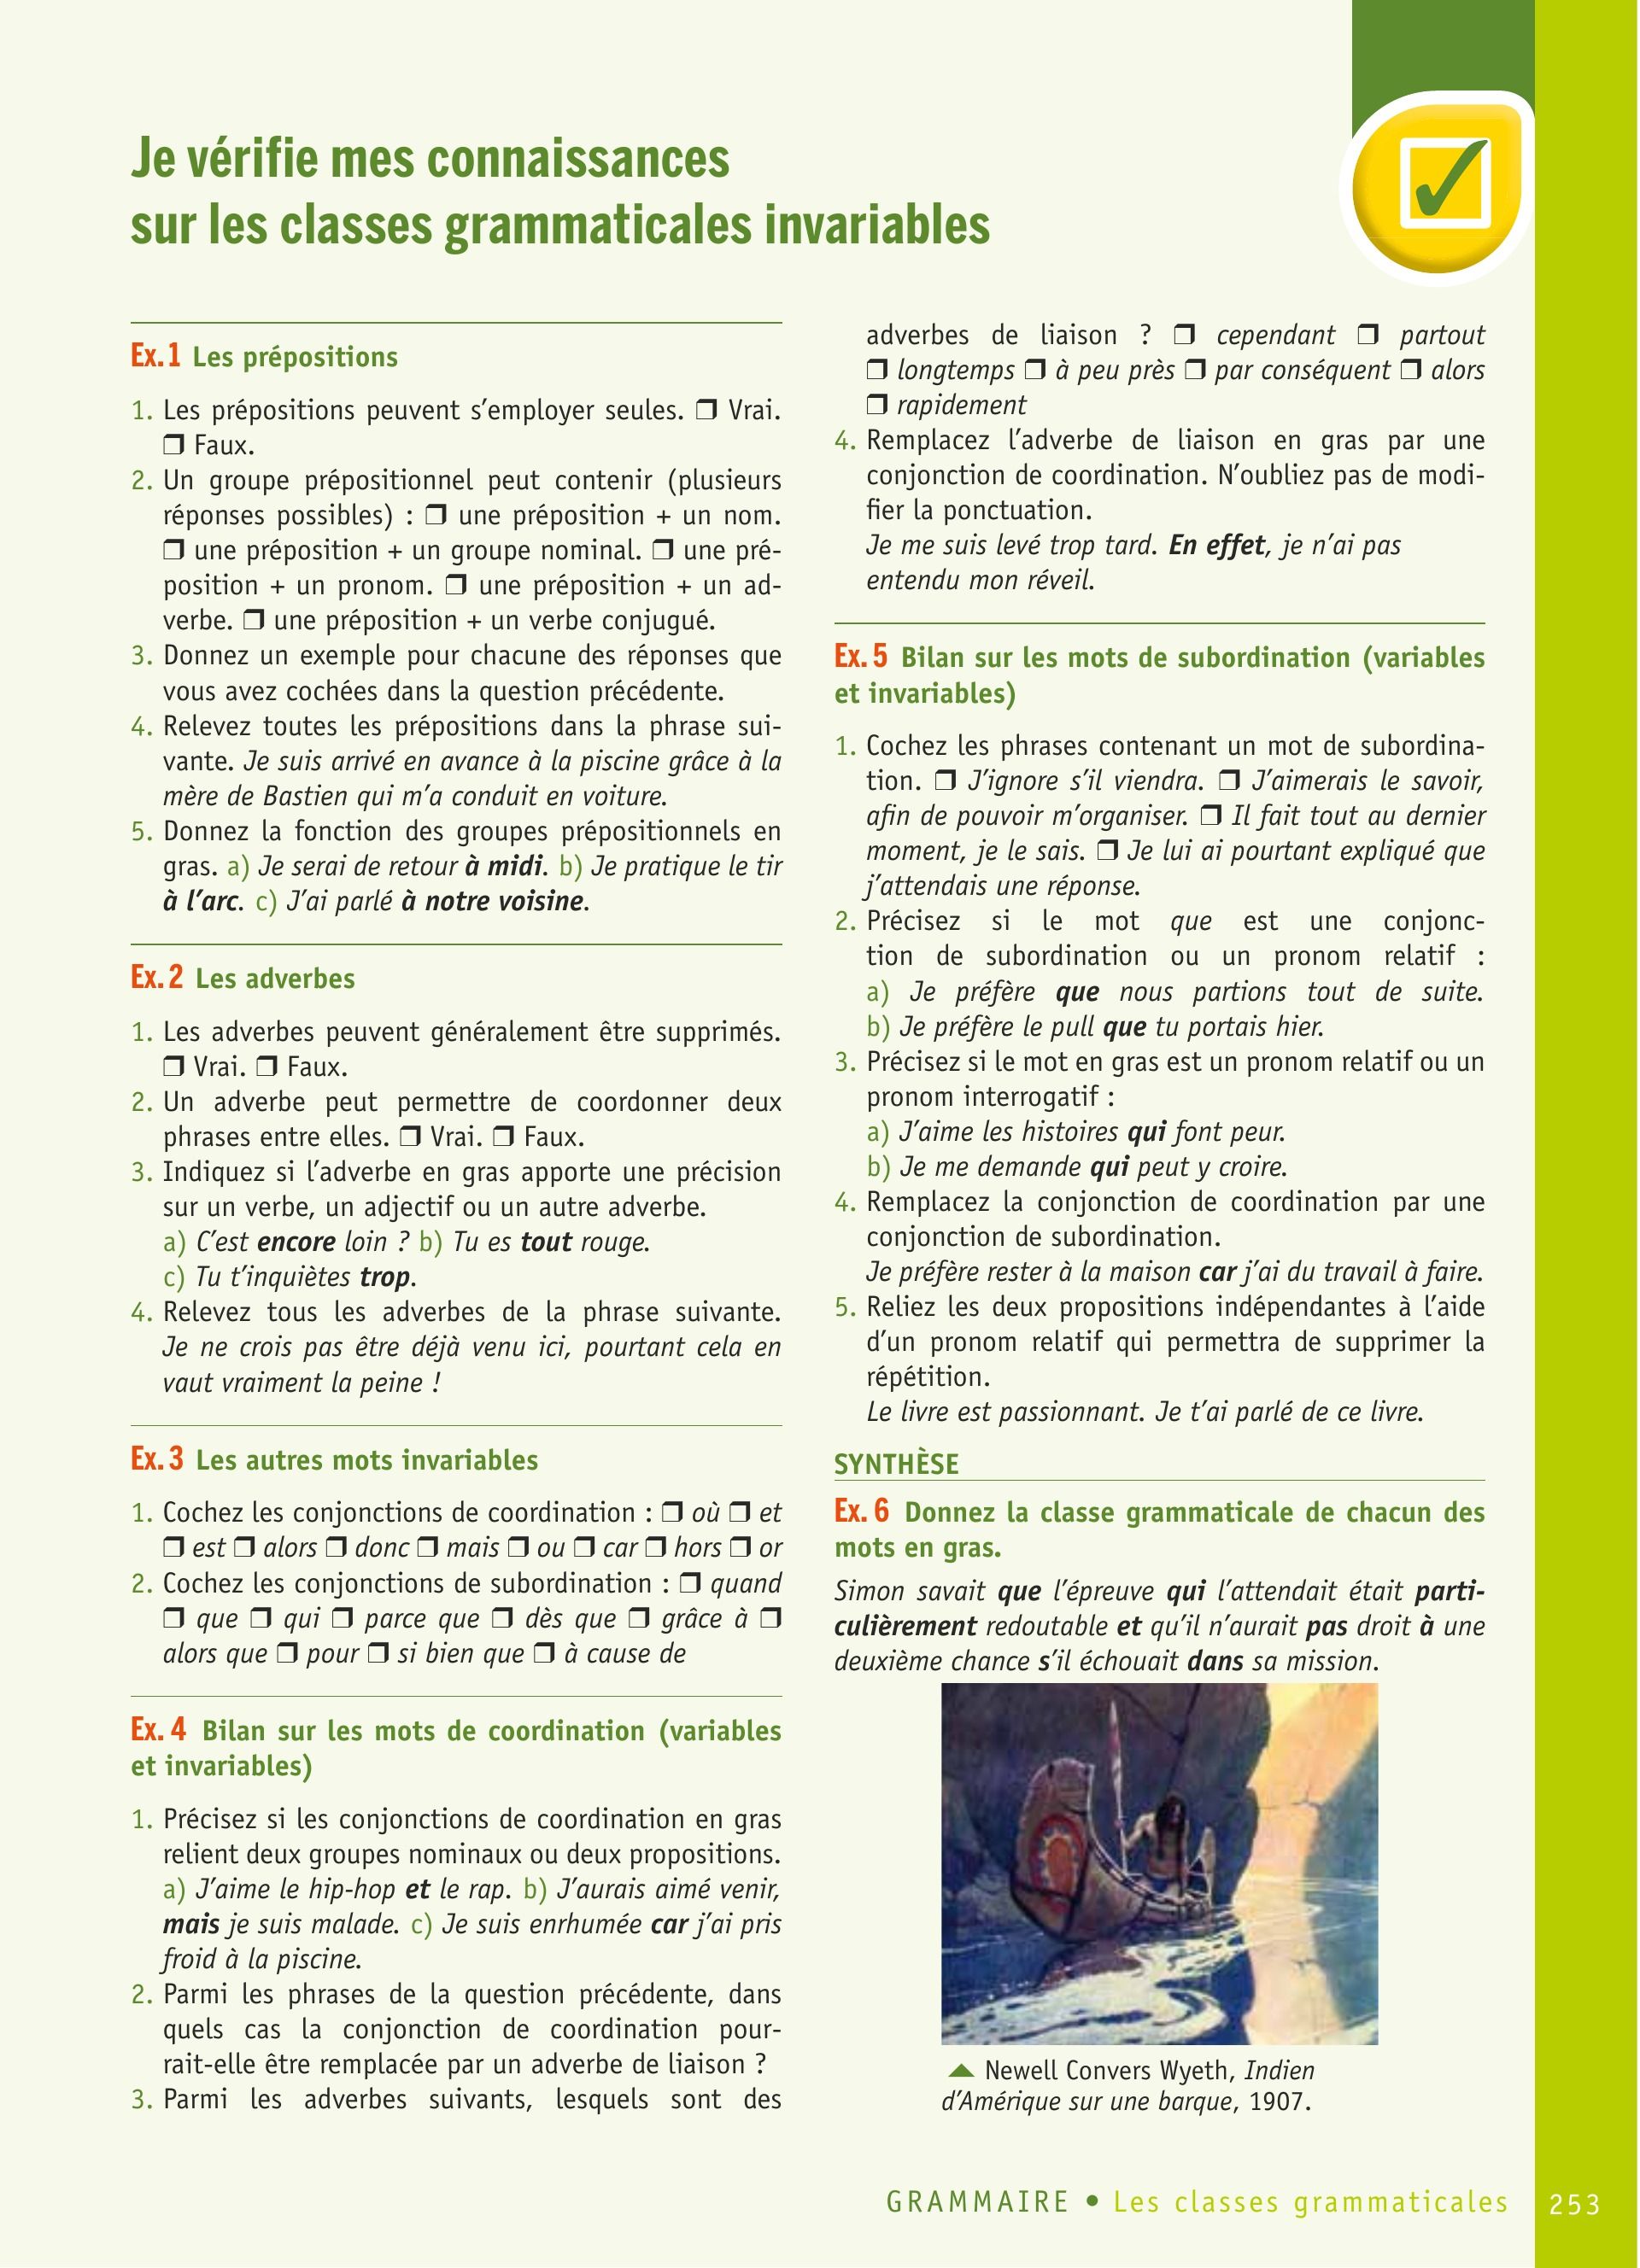 Je vérifie mes connaissances
sur les classes grammaticales invariables
Ex. 1 Les prépositions
1. Les prépositions peuvent s’employer seules. ❒ Vrai.
❒ Faux.
2. Un groupe prépositionnel peut contenir (plusieurs
réponses possibles) : ❒ une préposition + un nom.
❒ une préposition + un groupe nominal. ❒ une pré-
position + un pronom. ❒ une préposition + un ad-
verbe. ❒ une préposition + un verbe conjugué.
3. Donnez un exemple pour chacune des réponses que
vous avez cochées dans la question précédente.
4. Relevez toutes les prépositions dans la phrase sui-
vante. Je suis arrivé en avance à la piscine grâce à la
mère de Bastien qui m’a conduit en voiture.
5. Donnez la fonction des groupes prépositionnels en
gras. a) Je serai de retour à midi. b) Je pratique le tir
à l’arc. c) J’ai parlé à notre voisine.
Ex. 2 Les adverbes
1. Les adverbes peuvent généralement être supprimés.
❒ Vrai. ❒ Faux.
2. Un adverbe peut permettre de coordonner deux
phrases entre elles. ❒ Vrai. ❒ Faux.
3. Indiquez si l’adverbe en gras apporte une précision
sur un verbe, un adjectif ou un autre adverbe.
a) C’est encore loin ? b) Tu es tout rouge.
c) Tu t’inquiètes trop.
4. Relevez tous les adverbes de la phrase suivante.
Je ne crois pas être déjà venu ici, pourtant cela en
vaut vraiment la peine !
Ex. 3 Les autres mots invariables
1. Cochez les conjonctions de coordination : ❒ où ❒ et
❒ est ❒ alors ❒ donc ❒ mais ❒ ou ❒ car ❒ hors ❒ or
2. Cochez les conjonctions de subordination : ❒ quand
❒ que ❒ qui ❒ parce que ❒ dès que ❒ grâce à ❒
alors que ❒ pour ❒ si bien que ❒ à cause de
Ex. 4 Bilan sur les mots de coordination (variables
et invariables)
1. Précisez si les conjonctions de coordination en gras
relient deux groupes nominaux ou deux propositions.
a) J’aime le hip-hop et le rap. b) J’aurais aimé venir,
mais je suis malade. c) Je suis enrhumée car j’ai pris
froid à la piscine.
2. Parmi les phrases de la question précédente, dans
quels cas la conjonction de coordination pour-
rait-elle être remplacée par un adverbe de liaison ?
3. Parmi les adverbes suivants, lesquels sont des
adverbes de liaison ? ❒ cependant ❒ partout
❒ longtemps ❒ à peu près ❒ par conséquent ❒ alors
❒ rapidement
4. Remplacez l’adverbe de liaison en gras par une
conjonction de coordination. N’oubliez pas de modi-
fier la ponctuation.
Je me suis levé trop tard. En effet, je n’ai pas
entendu mon réveil.
Ex. 5 Bilan sur les mots de subordination (variables
et invariables)
1. Cochez les phrases contenant un mot de subordina-
tion. ❒ J’ignore s’il viendra. ❒ J’aimerais le savoir,
afin de pouvoir m’organiser. ❒ Il fait tout au dernier
moment, je le sais. ❒ Je lui ai pourtant expliqué que
j’attendais une réponse.
2. Précisez si le mot que est une conjonc-
tion de subordination ou un pronom relatif :
a) Je préfère que nous partions tout de suite.
b) Je préfère le pull que tu portais hier.
3. Précisez si le mot en gras est un pronom relatif ou un
pronom interrogatif :
a) J’aime les histoires qui font peur.
b) Je me demande qui peut y croire.
4. Remplacez la conjonction de coordination par une
conjonction de subordination.
Je préfère rester à la maison car j’ai du travail à faire.
5. Reliez les deux propositions indépendantes à l’aide
d’un pronom relatif qui permettra de supprimer la
répétition.
Le livre est passionnant. Je t’ai parlé de ce livre.
SYNTHÈSE
Ex. 6 Donnez la classe grammaticale de chacun des
mots en gras.
Simon savait que l’épreuve qui l’attendait était parti-
culièrement redoutable et qu’il n’aurait pas droit à une
deuxième chance s’il échouait dans sa mission.
Newell Convers Wyeth, Indien
d’Amérique sur une barque, 1907.
GRAMMAIRE • Les classes grammaticales 253